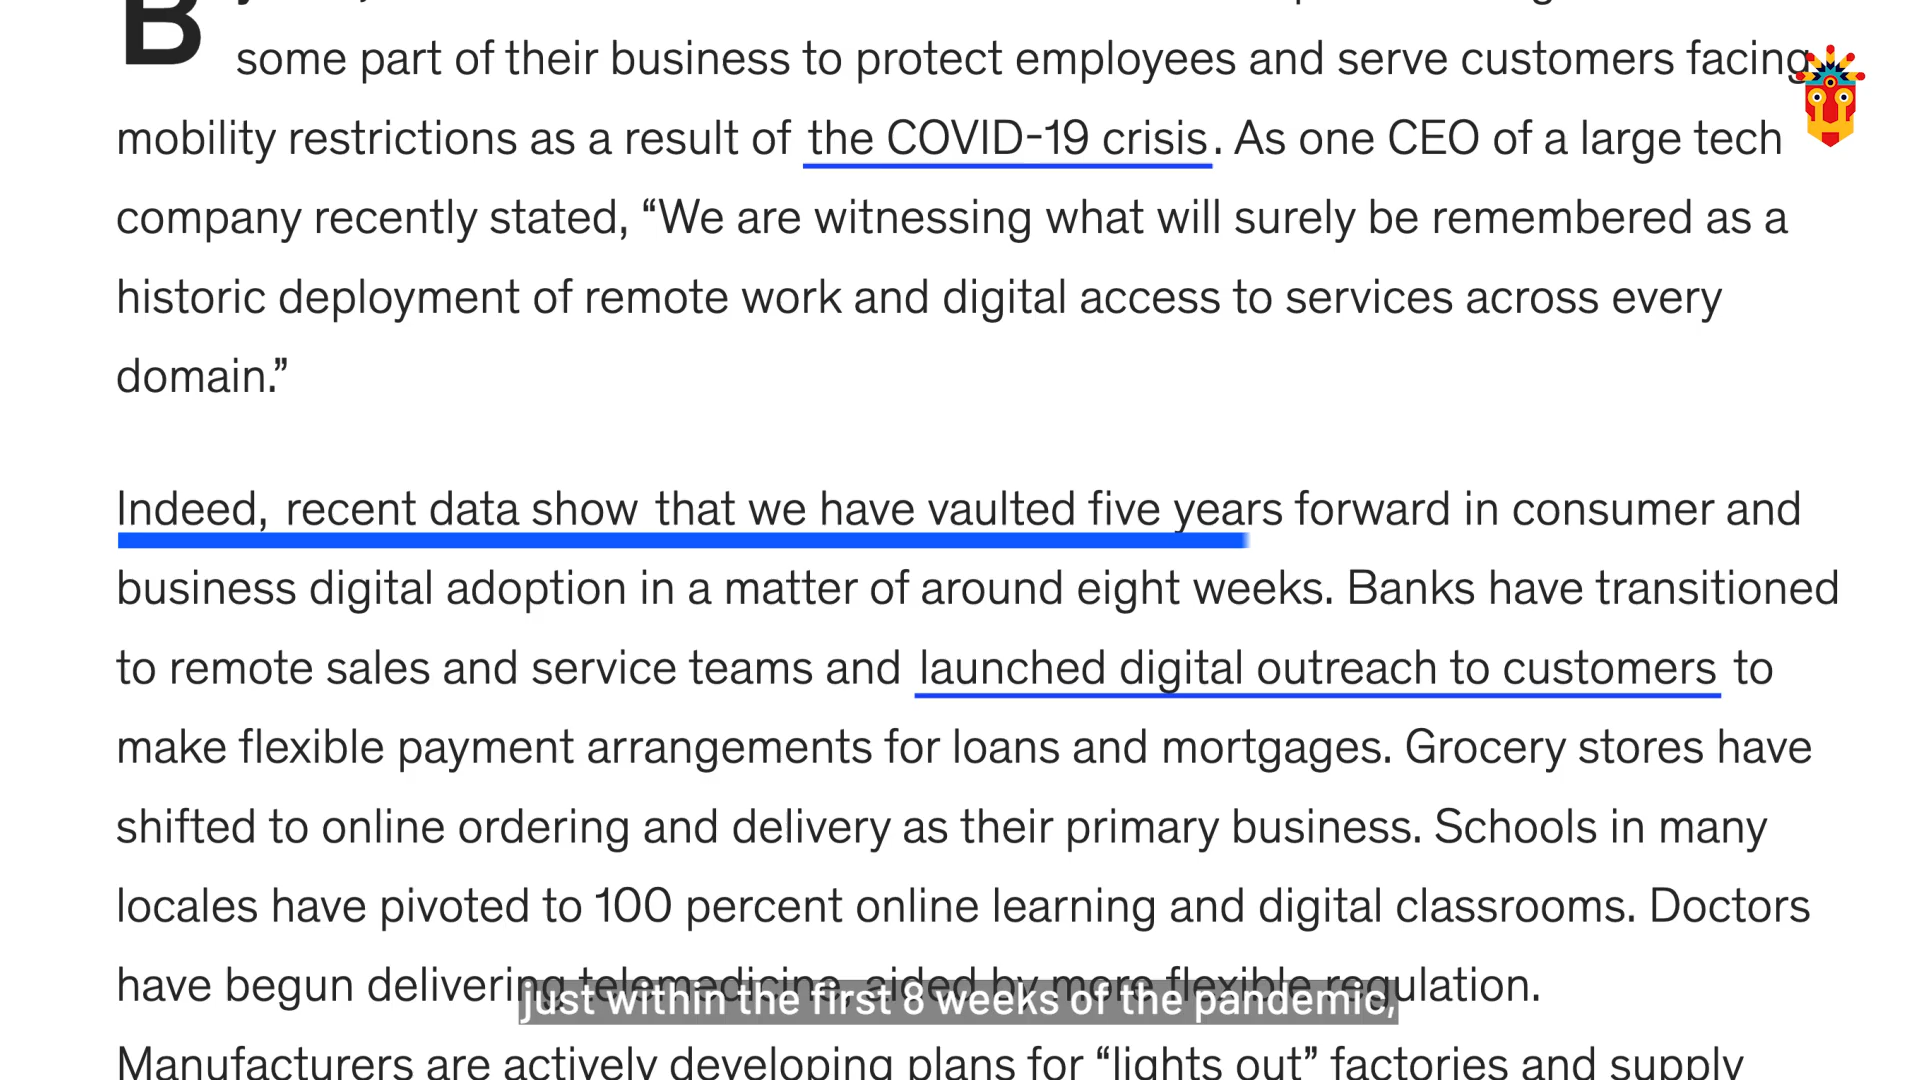 B
some part of their business to protect employees and serve customers facing
mobility restrictions as a result of the COVID-19 crisis. As one CEO of a large tech
company recently stated, “We are witnessing what will surely be remembered as a
historic deployment of remote work and digital access to services across every
domain.”
Indeed, recent data show that we have vaulted five years forward in consumer and
business digital adoption in a matter of around eight weeks. Banks have transitioned
to remote sales and service teams and launched digital outreach to customers to
make flexible payment arrangements for loans and mortgages. Grocery stores have
shifted to online ordering and delivery as their primary business. Schools in many
locales have pivoted to 100 percent online learning and digital classrooms. Doctors
have begun delivering telemedicine, aided by more flexible regulation.
just within the first 8 weeks of the pandemic,
Manufacturers are actively developing plans for “lights out” factories and supply